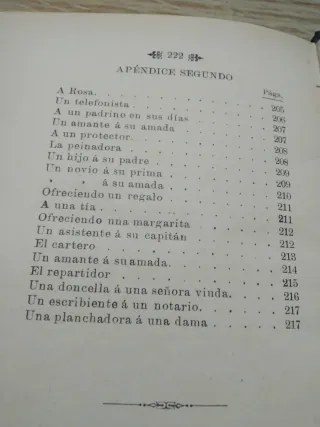 222
APÉNDICE SEGUNDO
Pága.
A Rosa. 205
Un telefonista 206
A un padrino en sus días 207
Un amante á su amada 207
A un protector. 208
La peinadora 208
Un hijo á su padre 209
Un novio á su prima 209
» » á su amada 210
Ofreciendo un regalo 211
A una tía. 211
Ofreciendo una margarita 212
Un asistente á su capitán 212
El cartero 213
Un amante á su amada. 214
El repartidor 215
Una doncella á una señora viuda. 216
Un escribiente á un notario. 217
Una planchadora á una dama 217